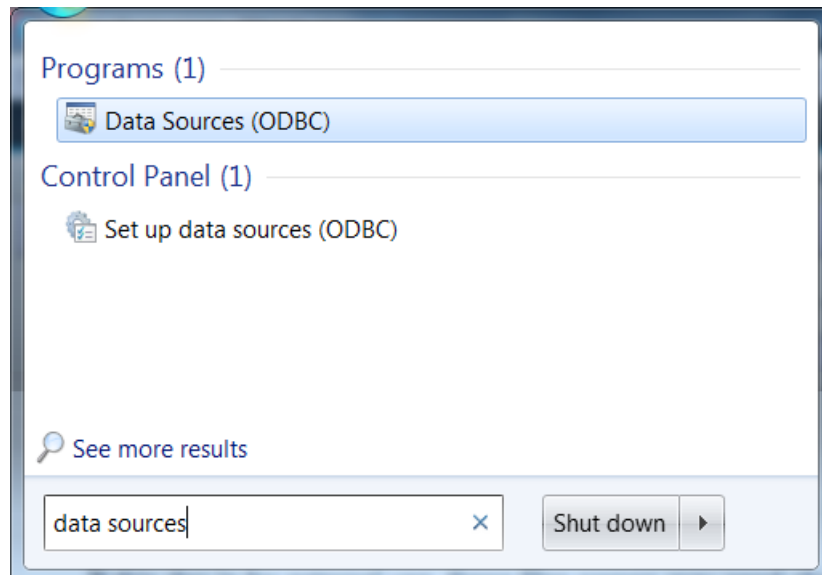 Programs (1)
Data Sources (ODBC)
Control Panel (1)
Set up data sources (ODBC)
See more results
data sources
Shut down